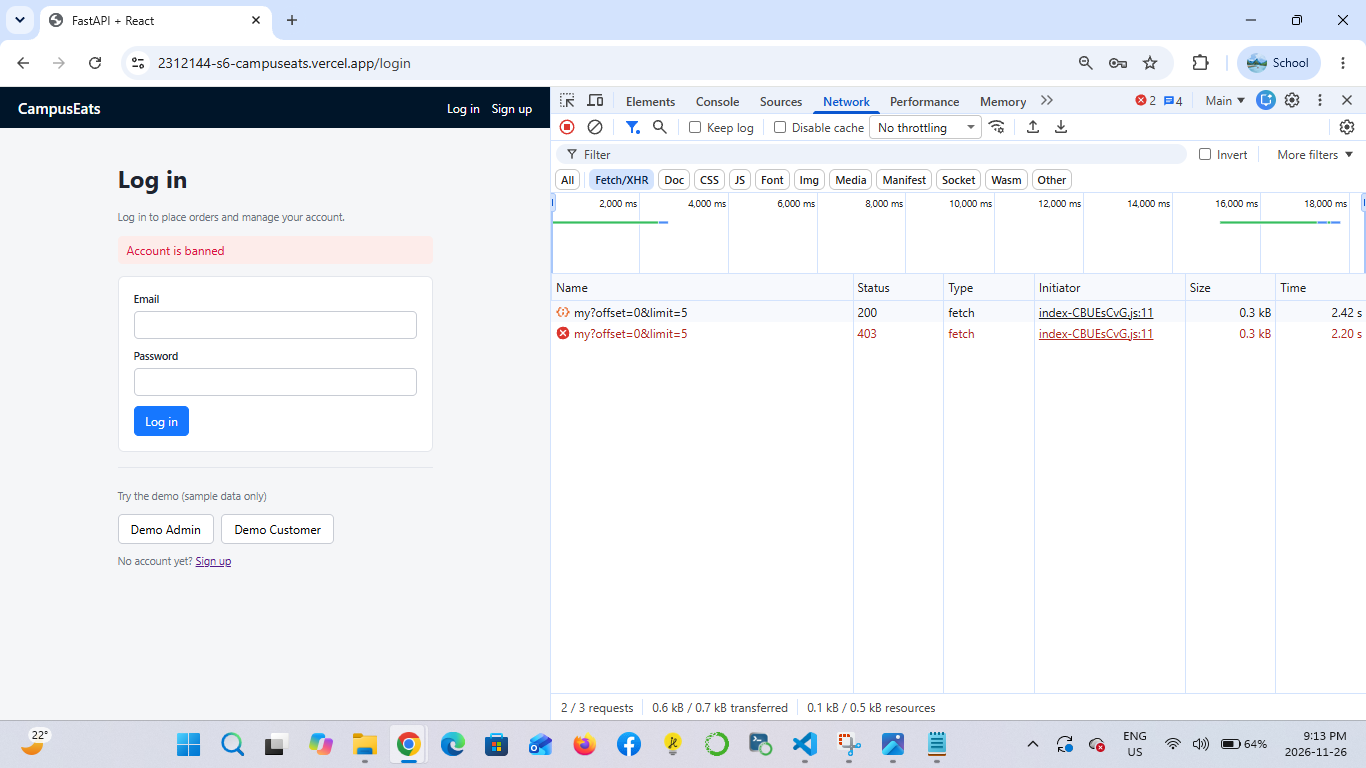 FastAPI + React
2312144-s6-campuseats.vercel.app/login
School
CampusEats
Log in
Sign up
Log in
Log in to place orders and manage your account.
Account is banned
Email
Password
Log in
Try the demo (sample data only)
Demo Admin
Demo Customer
No account yet? Sign up
Elements
Console
Sources
Network
Performance
Memory
2
4
Main
Keep log
Disable cache
No throttling
Filter
Invert
More filters
All
Fetch/XHR
Doc
CSS
JS
Font
Img
Media
Manifest
Socket
Wasm
Other
2,000 ms
4,000 ms
6,000 ms
8,000 ms
10,000 ms
12,000 ms
14,000 ms
16,000 ms
18,000 ms
Name Status Type Initiator Size Time
my?offset=0&limit=5 200 fetch index-CBUEsCvG.js:11 0.3 kB 2.42 s
my?offset=0&limit=5 403 fetch index-CBUEsCvG.js:11 0.3 kB 2.20 s
2 / 3 requests
0.6 kB / 0.7 kB transferred
0.1 kB / 0.5 kB resources
22°
ENG
US
64%
9:13 PM
2026-11-26